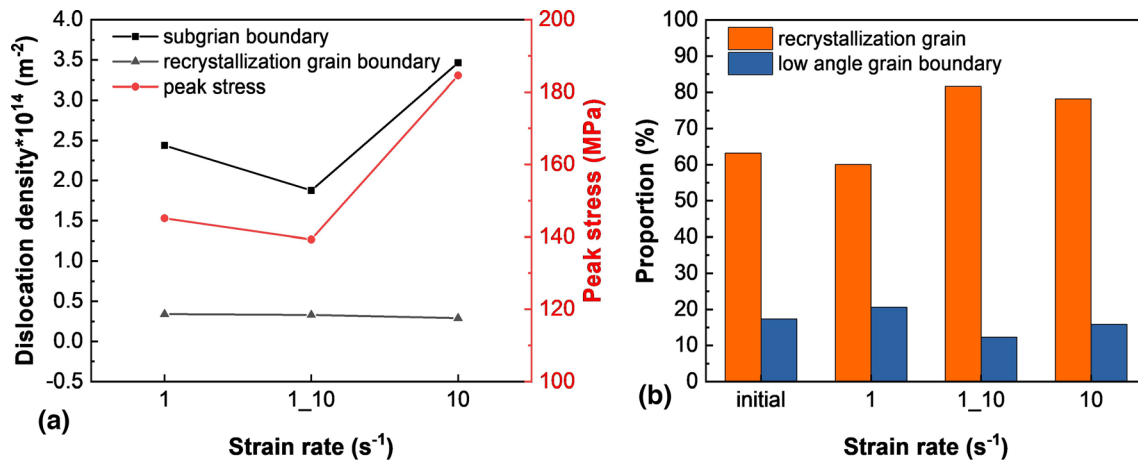 4.0
3.5
3.0
2.5
2.0
1.5
1.0
0.5
0.0
-0.5
Dislocation density*10^14 (m^-2)
subgrian boundary
recrystallization grain boundary
peak stress
200
180
160
140
120
100
Peak stress (MPa)
1 1_10 10
(a)
Strain rate (s^-1)
100
90
80
70
60
50
40
30
20
10
0
Proportion (%)
recrystallization grain
low angle grain boundary
initial 1 1_10 10
(b)
Strain rate (s^-1)